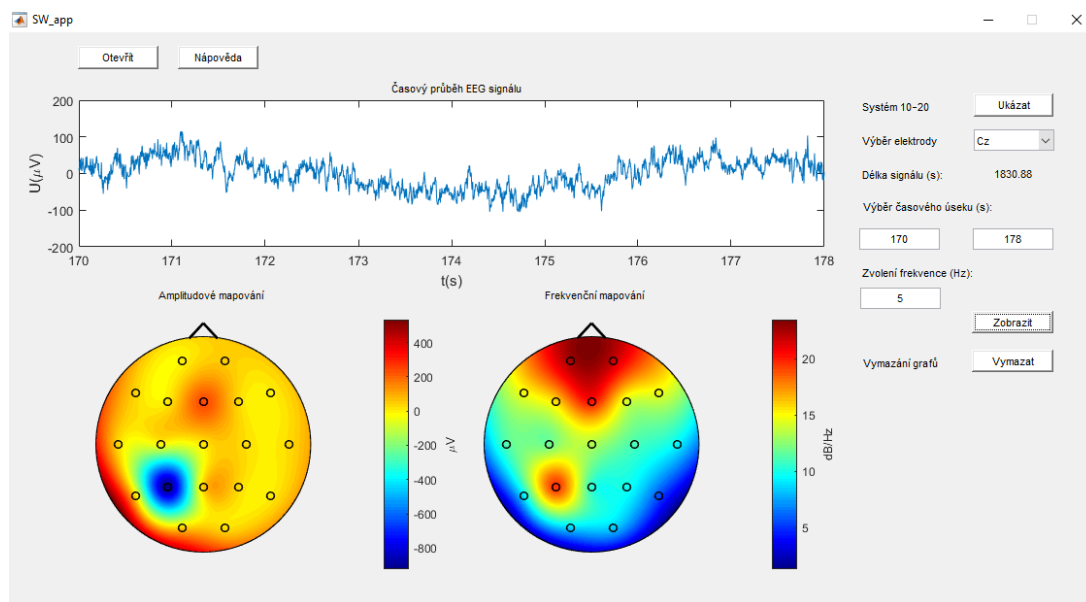 SW_app
Otevřít
Nápověda
Časový průběh EEG signálu
200
100
0
-100
-200
U(μV)
170
171
172
173
174
175
176
177
178
t(s)
Systém 10-20
Ukázat
Výběr elektrody
Cz
Délka signálu (s):
1830.88
Výběr časového úseku (s):
170
178
Zvolení frekvence (Hz):
5
Zobrazit
Vymazání grafů
Vymazat
Amplitudové mapování
400
200
0
-200
-400
-600
-800
μV
Frekvenční mapování
20
15
10
5
dB/Hz